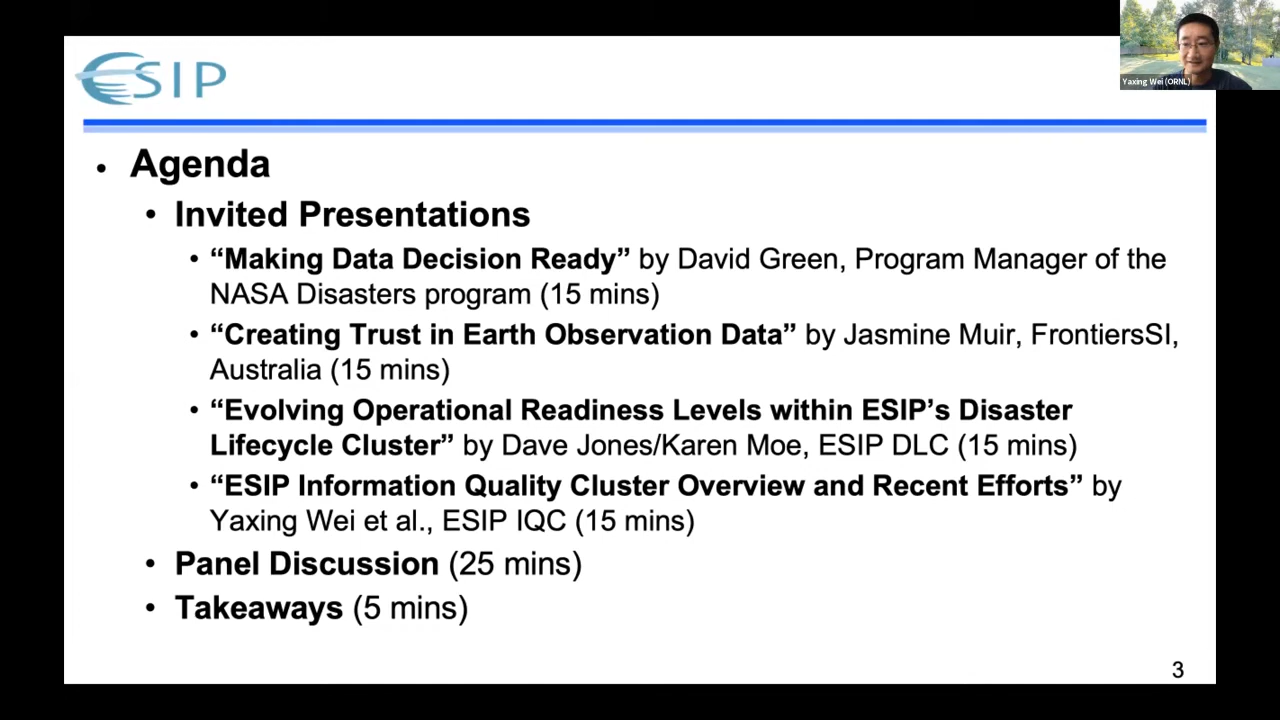 ESIP
Yaxing Wei (ORNL)
• Agenda
• Invited Presentations
• “Making Data Decision Ready” by David Green, Program Manager of the
NASA Disasters program (15 mins)
• “Creating Trust in Earth Observation Data” by Jasmine Muir, FrontiersSI,
Australia (15 mins)
• “Evolving Operational Readiness Levels within ESIP’s Disaster
Lifecycle Cluster” by Dave Jones/Karen Moe, ESIP DLC (15 mins)
• “ESIP Information Quality Cluster Overview and Recent Efforts” by
Yaxing Wei et al., ESIP IQC (15 mins)
• Panel Discussion (25 mins)
• Takeaways (5 mins)
3